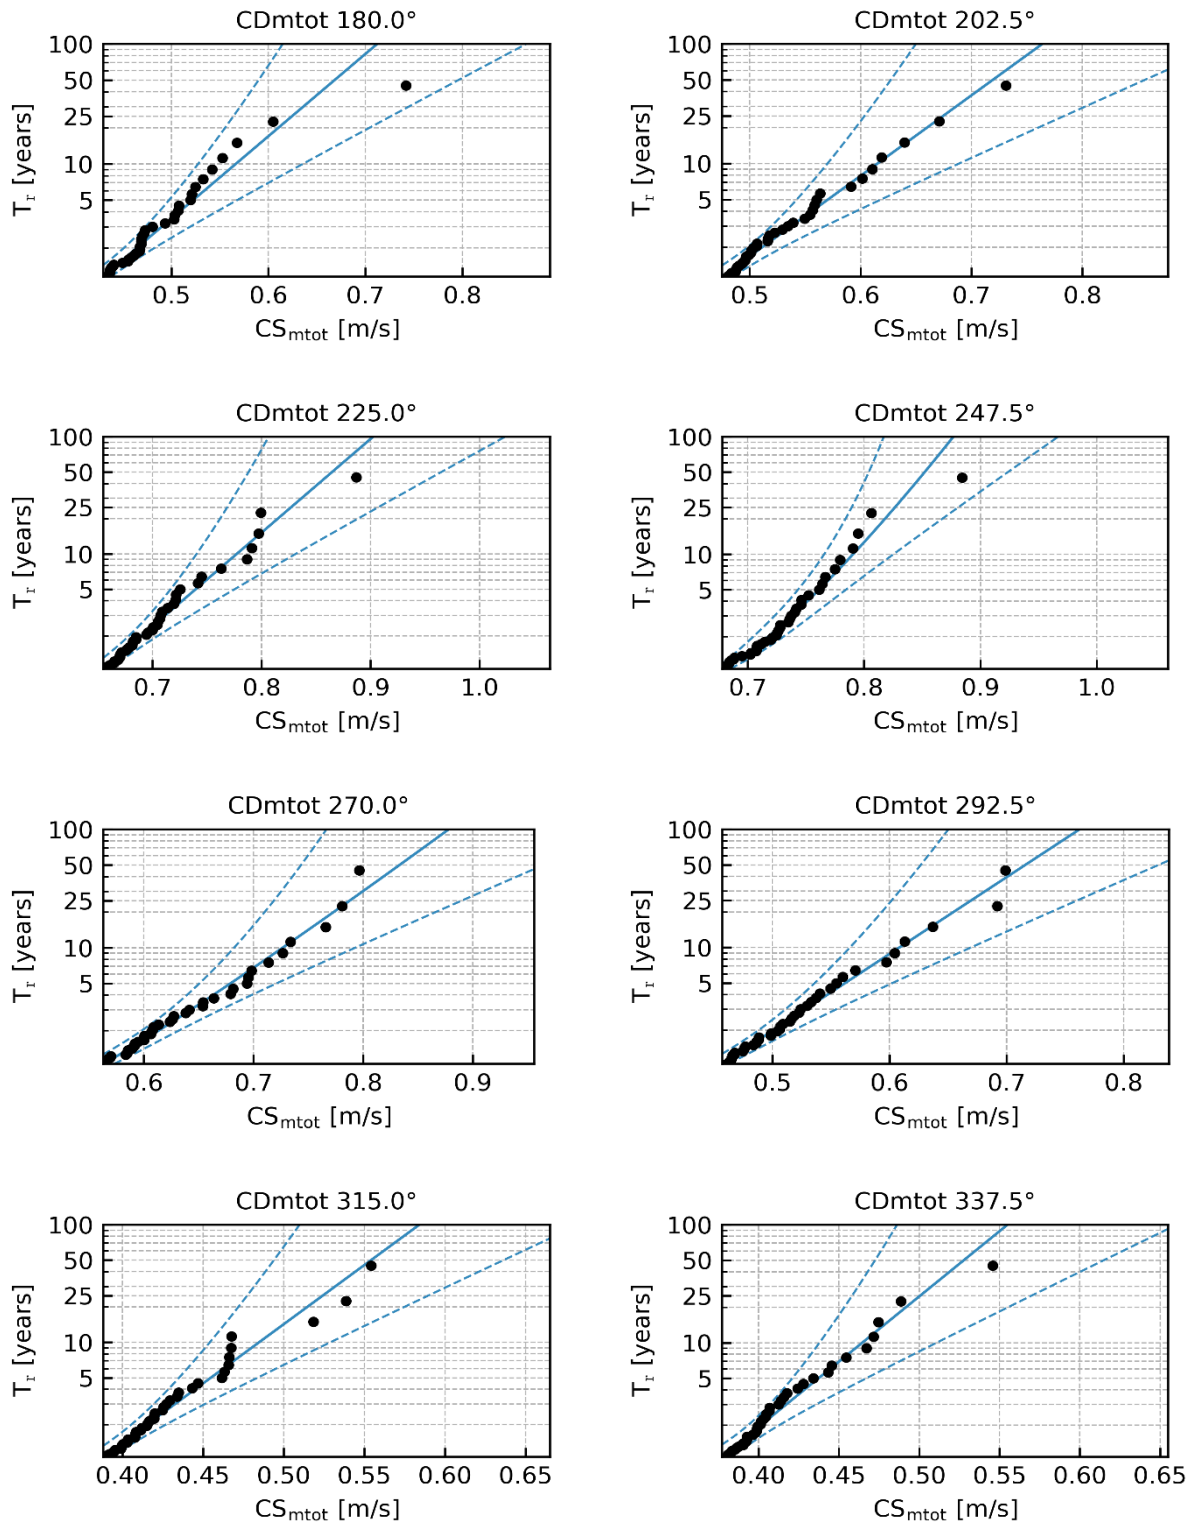 CDmtot 180.0°
100
50
25
10
5
T_r [years]
0.5 0.6 0.7 0.8
CS_mtot [m/s]
CDmtot 202.5°
100
50
25
10
5
T_r [years]
0.5 0.6 0.7 0.8
CS_mtot [m/s]
CDmtot 225.0°
100
50
25
10
5
T_r [years]
0.7 0.8 0.9 1.0
CS_mtot [m/s]
CDmtot 247.5°
100
50
25
10
5
T_r [years]
0.7 0.8 0.9 1.0
CS_mtot [m/s]
CDmtot 270.0°
100
50
25
10
5
T_r [years]
0.6 0.7 0.8 0.9
CS_mtot [m/s]
CDmtot 292.5°
100
50
25
10
5
T_r [years]
0.5 0.6 0.7 0.8
CS_mtot [m/s]
CDmtot 315.0°
100
50
25
10
5
T_r [years]
0.40 0.45 0.50 0.55 0.60 0.65
CS_mtot [m/s]
CDmtot 337.5°
100
50
25
10
5
T_r [years]
0.40 0.45 0.50 0.55 0.60 0.65
CS_mtot [m/s]